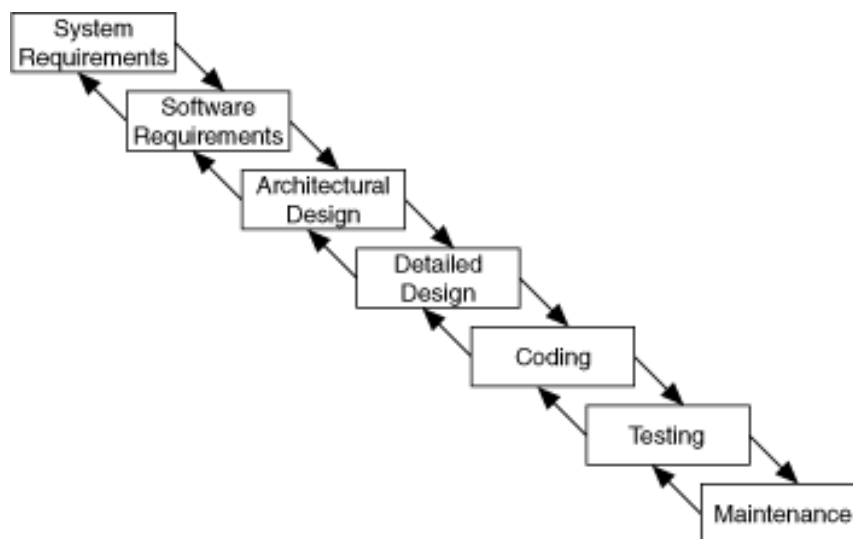 System
Requirements
Software
Requirements
Architectural
Design
Detailed
Design
Coding
Testing
Maintenance